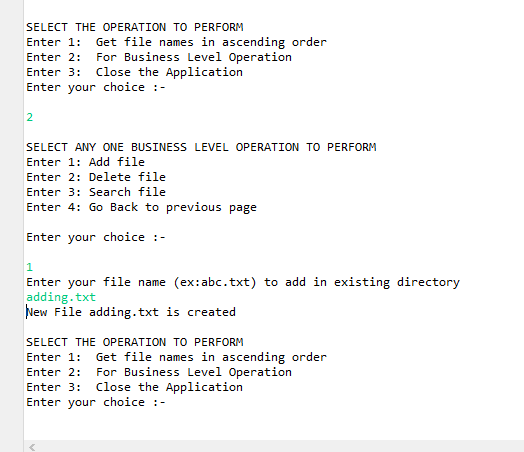 SELECT THE OPERATION TO PERFORM
Enter 1:  Get file names in ascending order
Enter 2:  For Business Level Operation
Enter 3:  Close the Application
Enter your choice :-
2
SELECT ANY ONE BUSINESS LEVEL OPERATION TO PERFORM
Enter 1: Add file
Enter 2: Delete file
Enter 3: Search file
Enter 4: Go Back to previous page
Enter your choice :-
1
Enter your file name (ex:abc.txt) to add in existing directory
adding.txt
New File adding.txt is created
SELECT THE OPERATION TO PERFORM
Enter 1:  Get file names in ascending order
Enter 2:  For Business Level Operation
Enter 3:  Close the Application
Enter your choice :-